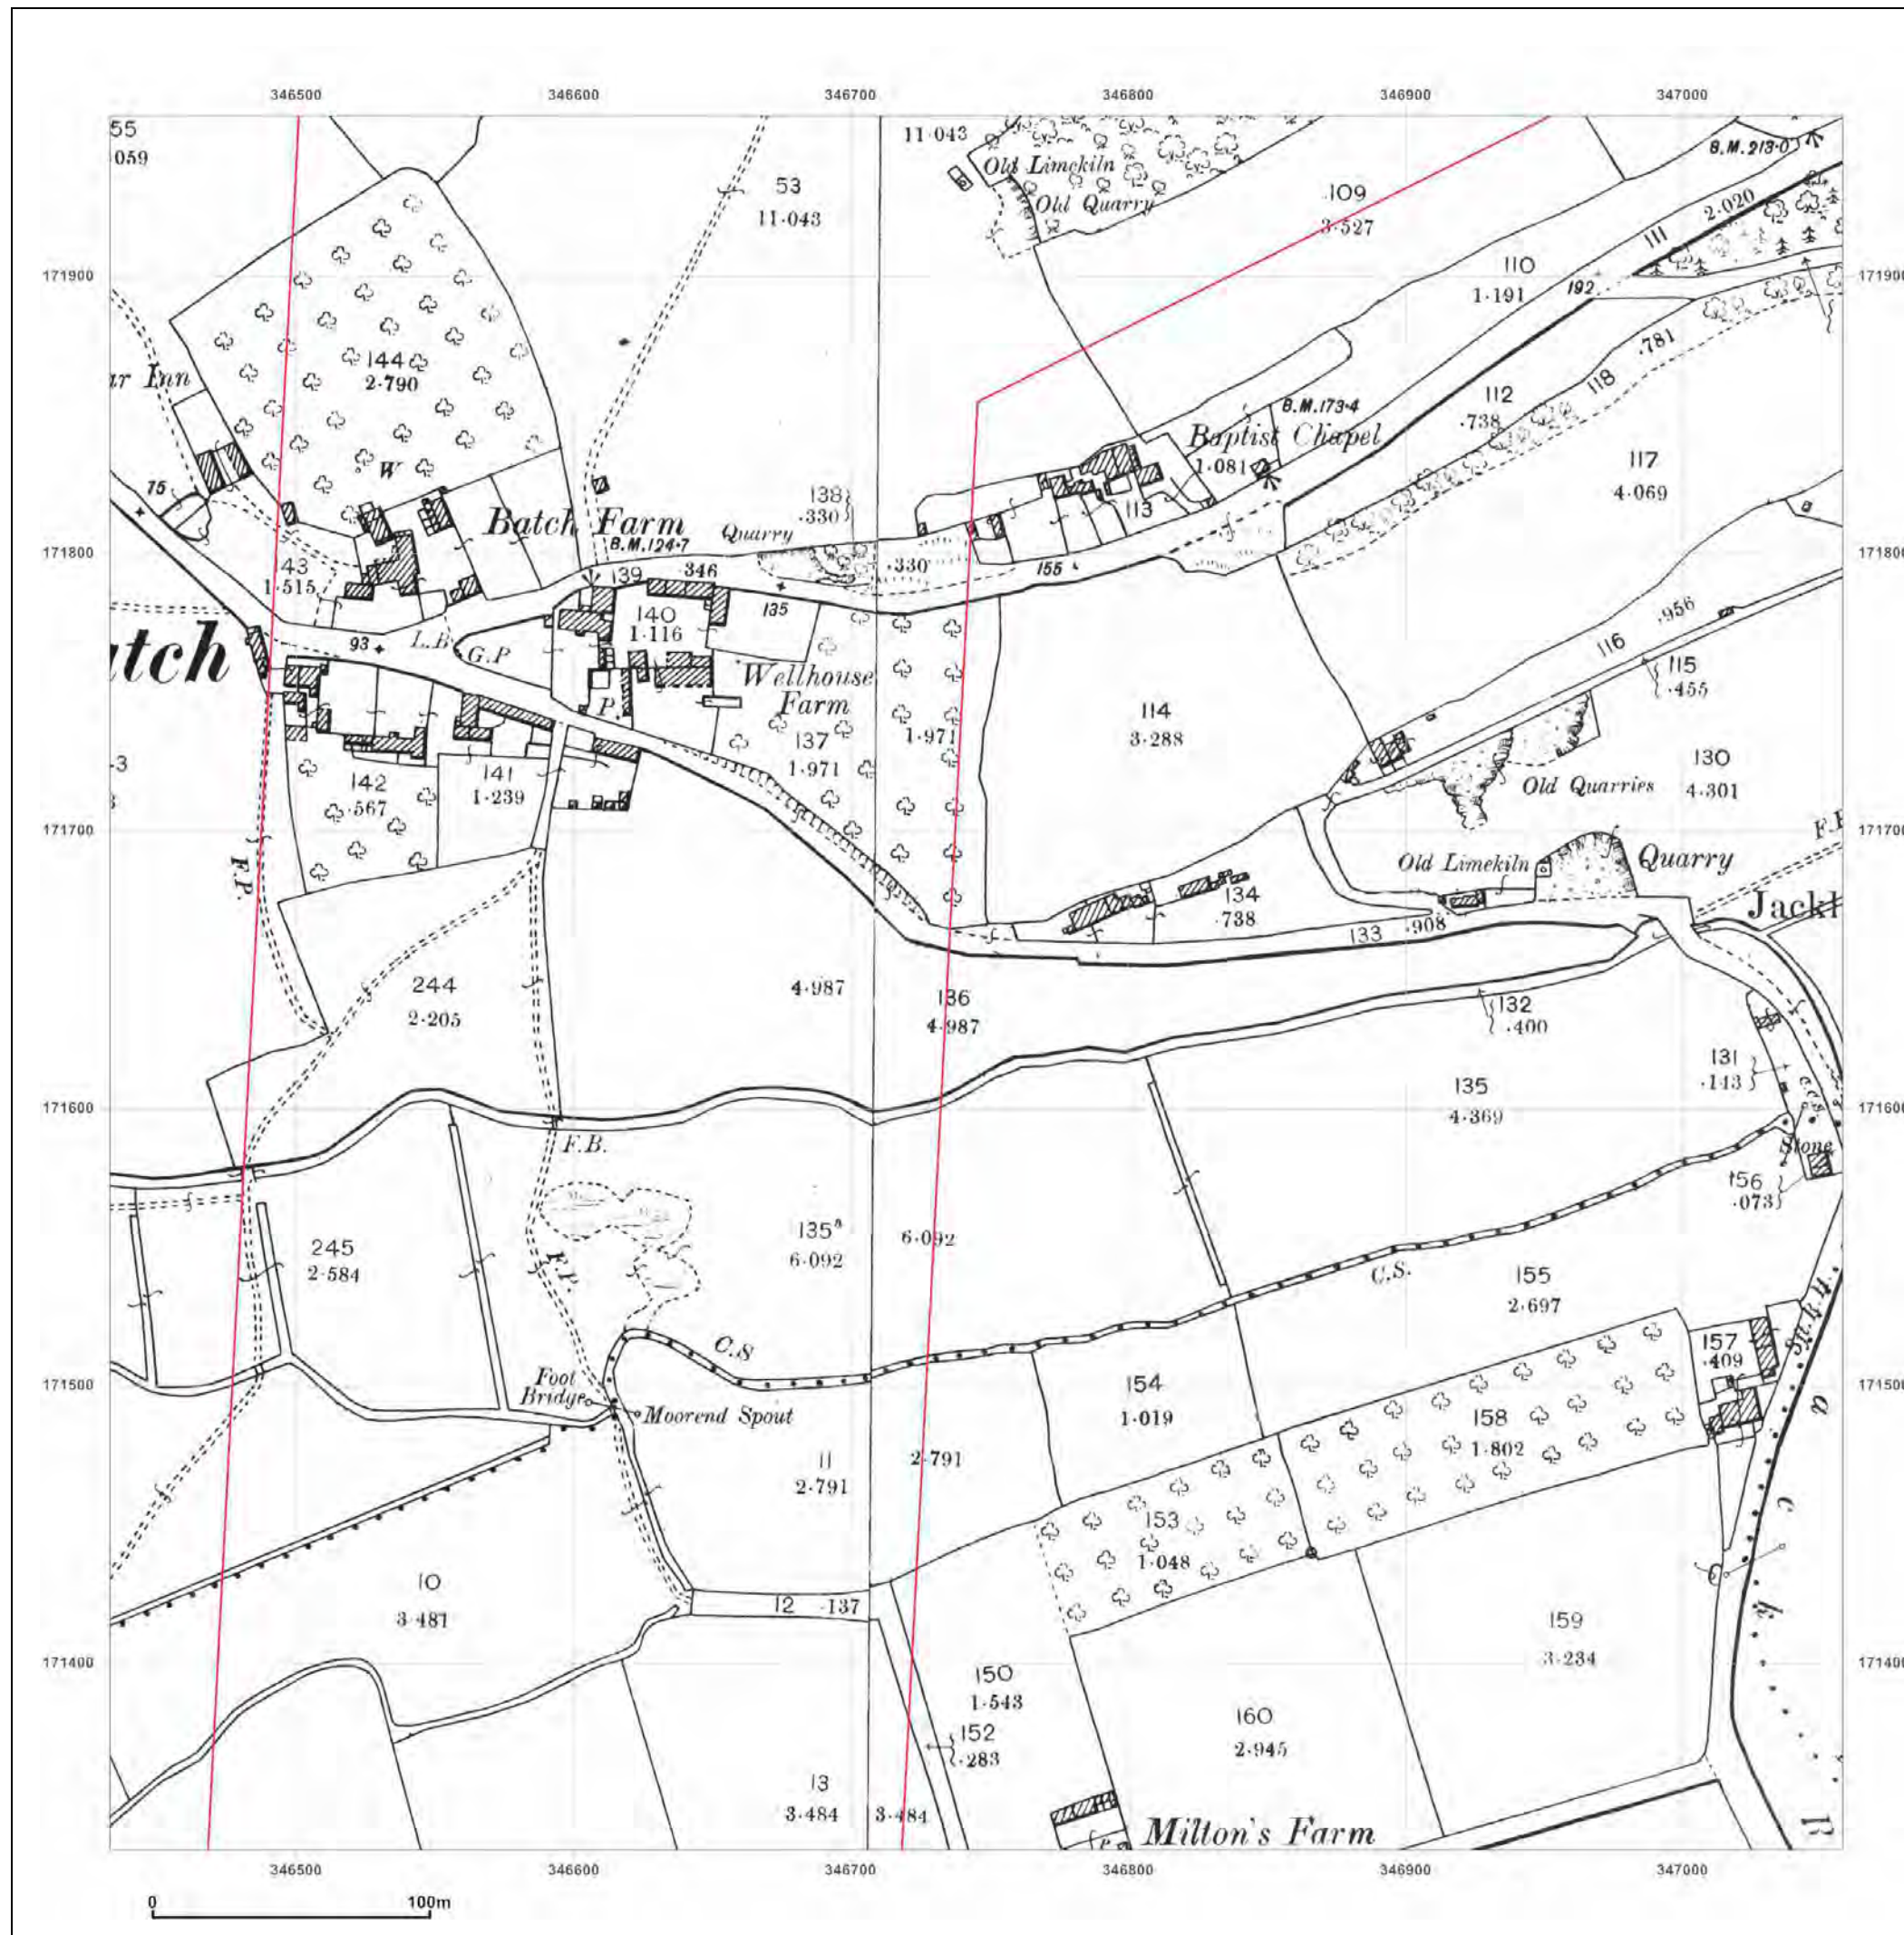 346500 346600 346700 346800 346900 347000
55
059
53
11·043
11·043
Old Limekiln
Old Quarry
109
3·527
B.M.213·0
2·020
111
110
1·191
192
171900
144
2·790
ar Inn
W
75
Batch Farm
B.M.124·7
138
·330
Quarry
B.M.173·4
Baptist Chapel
1·081
113
112
·738
118
·781
117
4·069
171800
143
1·515
139
·346
·330
155
135
140
1·116
93
L.B
G.P
atch
P
Wellhouse
Farm
137
1·971
1·971
114
3·288
116
·956
115
·455
130
4·301
Old Quarries
142
·567
141
1·239
171700
F.P.
Old Limekiln
Quarry
134
·738
133
·908
Jackl
244
2·205
4·987
136
4·987
132
·400
131
·143
C.C.S.
Stone
156
·073
171600
F.B.
135
4·369
135a
6·092
6·092
245
2·584
F.P.
C.S.
155
2·697
C.S
157
·409
171500
Foot
Bridge
Moorend Spout
154
1·019
158
1·802
11
2·791
2·791
153
1·048
10
3·481
12
·137
159
3·234
171400
150
1·543
152
·283
160
2·945
13
3·484
3·484
Milton's Farm
P
R
346500 346600 346700 346800 346900 347000
0 100m